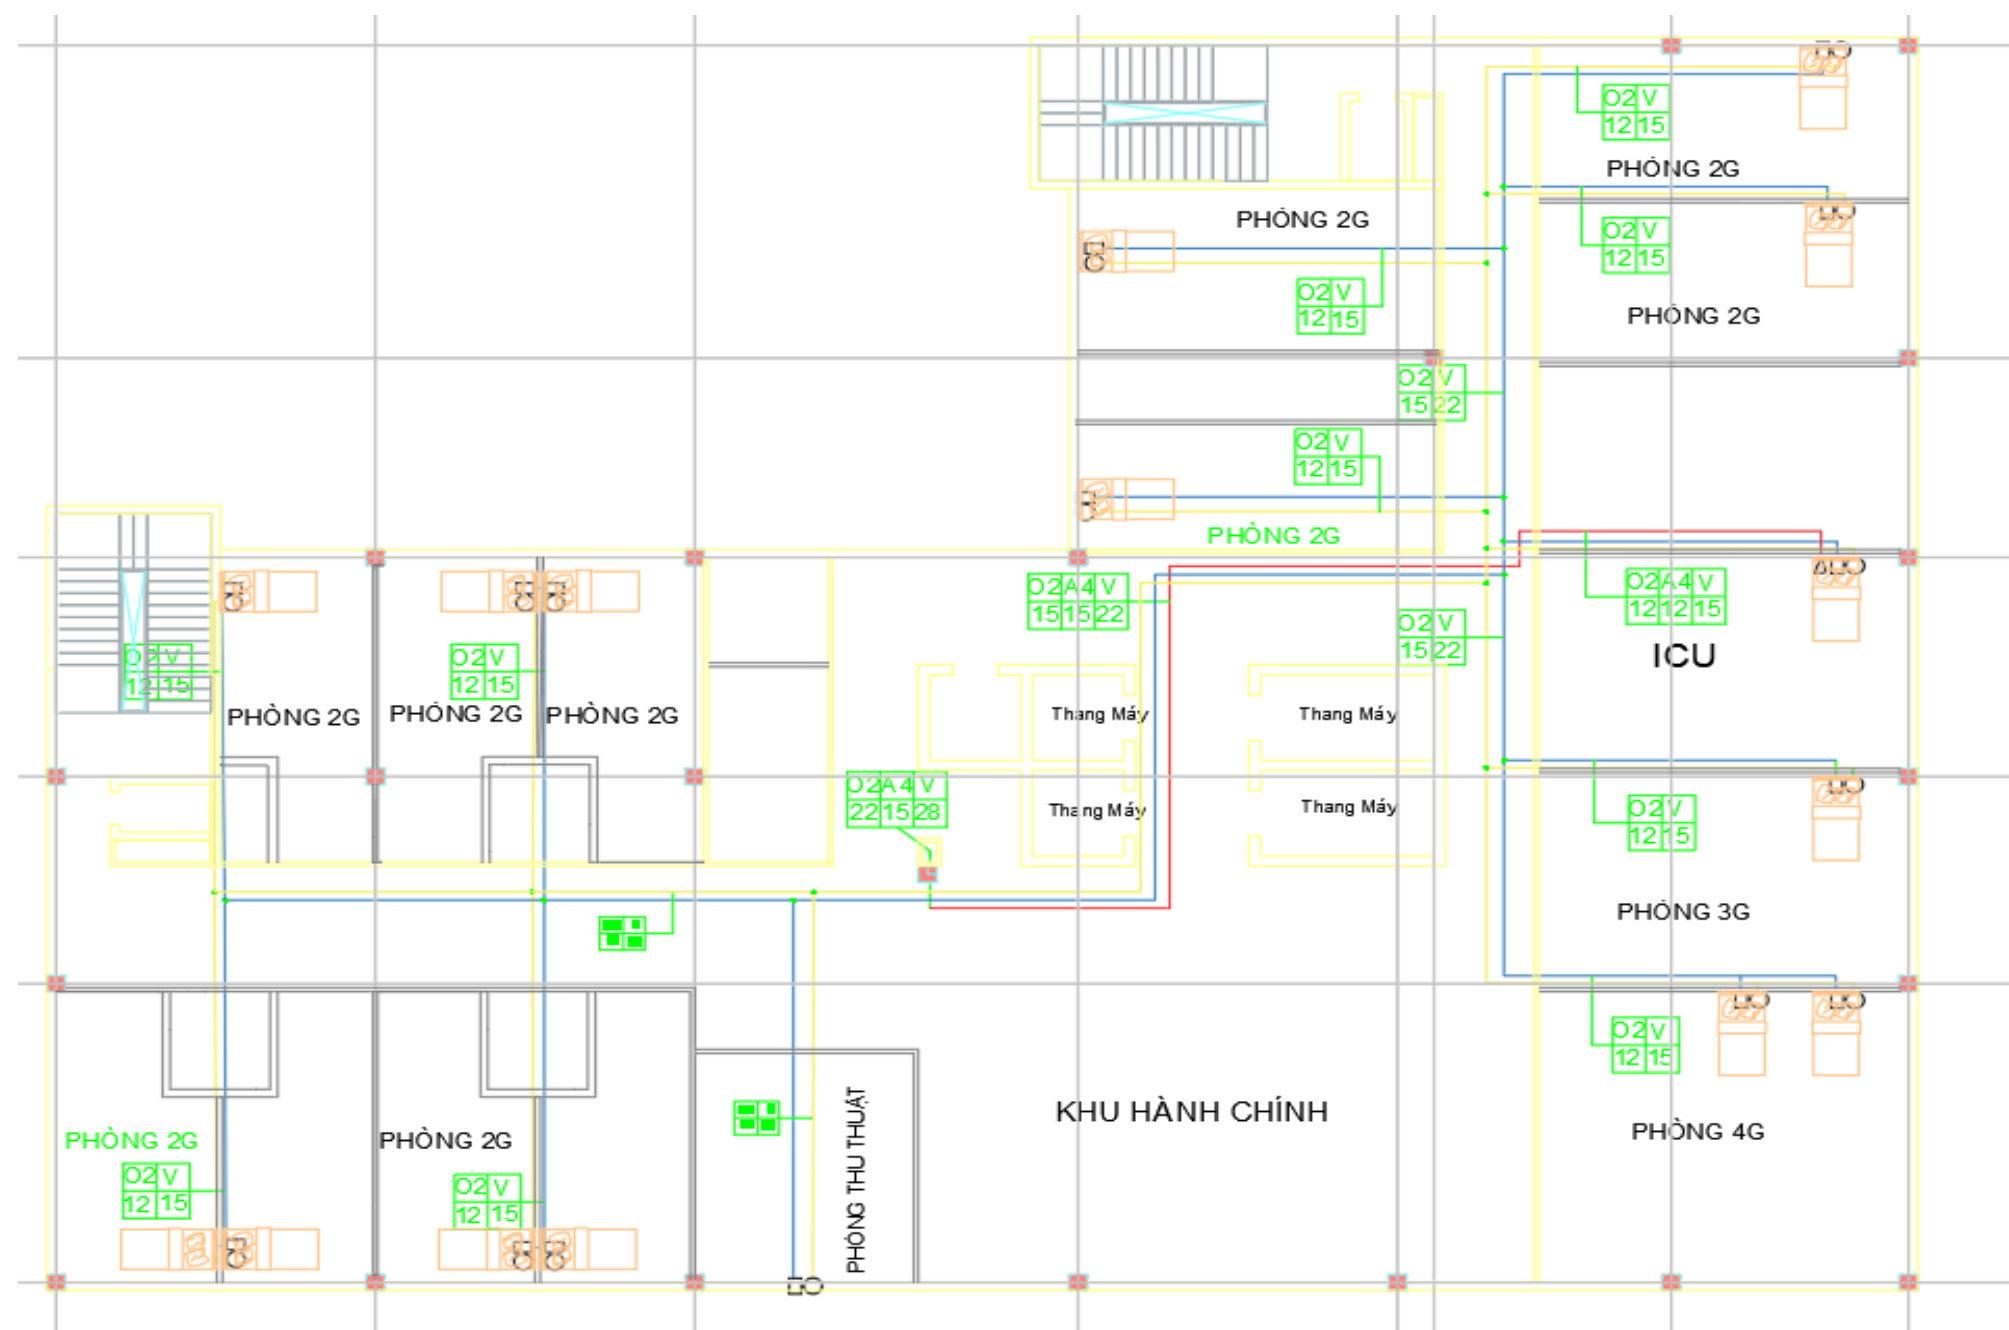 O2 V
12 15
PHÒNG 2G
PHÒNG 2G
O2 V
12 15
O2 V
12 15
PHÒNG 2G
O2 V
15 22
O2 V
12 15
PHÒNG 2G
O2 A4 V
15 15 22
O2 V
15 22
O2 A4 V
12 12 15
ICU
O2 V
12 15
O2 V
12 15
PHÒNG 2G
PHÒNG 2G
PHÒNG 2G
Thang Máy
Thang Máy
O2 A4 V
22 15 28
Thang Máy
Thang Máy
O2 V
12 15
PHÒNG 3G
O2 V
12 15
PHÒNG 4G
KHU HÀNH CHÍNH
PHÒNG THU THUẬT
PHÒNG 2G
PHÒNG 2G
O2 V
12 15
O2 V
12 15